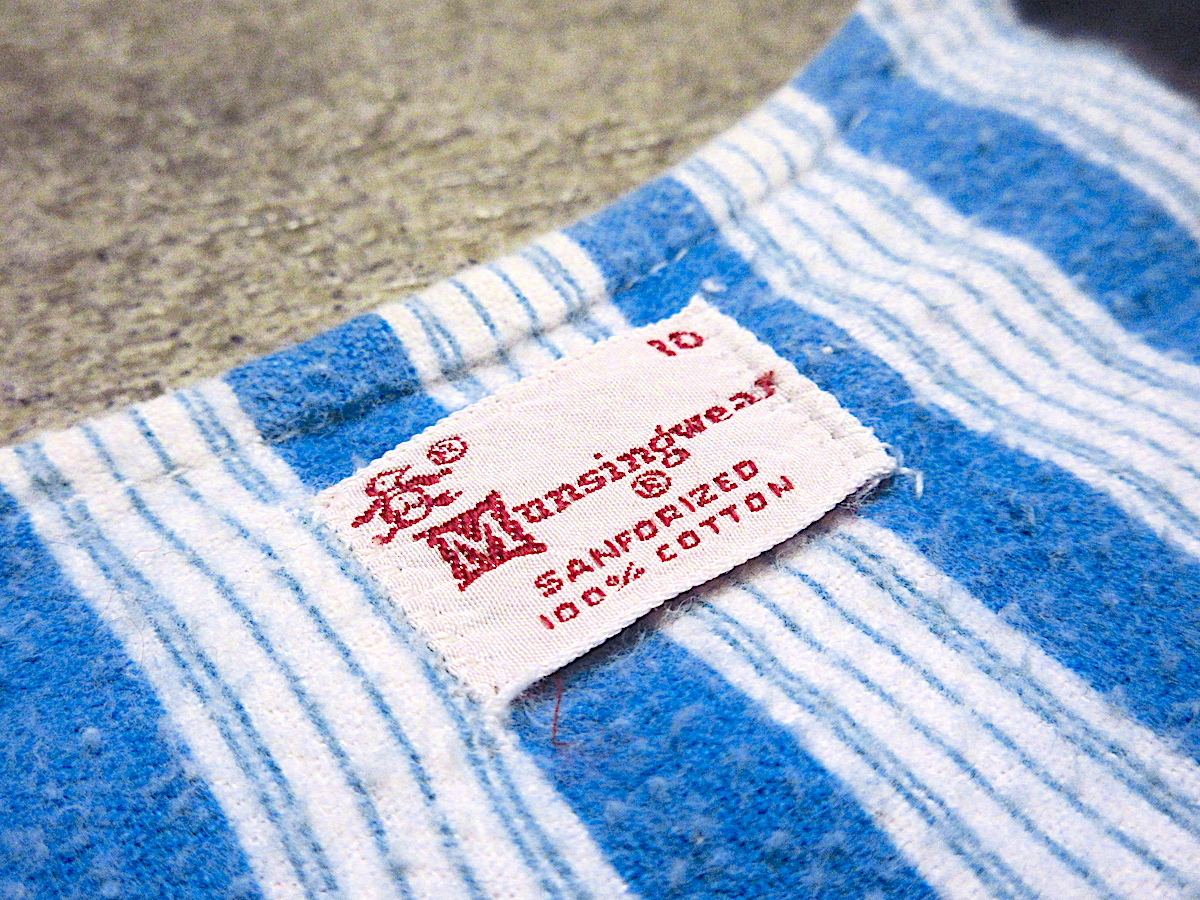 10
®
Munsingwear
®
SANFORIZED
100% COTTON